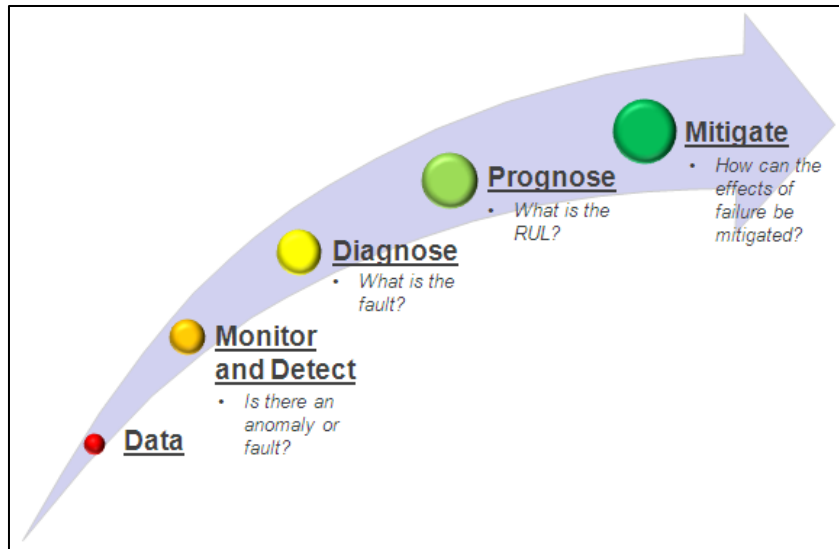 Mitigate
• How can the
effects of
failure be
mitigated?
Prognose
• What is the
RUL?
Diagnose
• What is the
fault?
Monitor
and Detect
• Is there an
anomaly or
fault?
Data